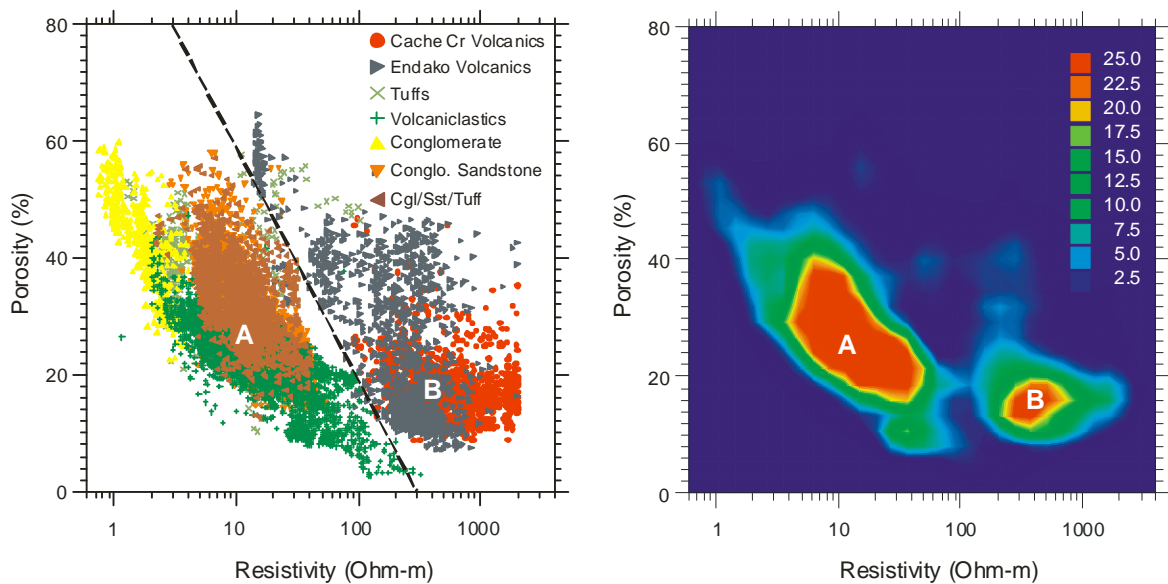 80
60
40
20
0
Porosity (%)
1
10
100
1000
Resistivity (Ohm-m)
Cache Cr Volcanics
Endako Volcanics
Tuffs
Volcaniclastics
Conglomerate
Conglo. Sandstone
Cgl/Sst/Tuff
A
B
80
60
40
20
0
Porosity (%)
1
10
100
1000
Resistivity (Ohm-m)
25.0
22.5
20.0
17.5
15.0
12.5
10.0
7.5
5.0
2.5
A
B